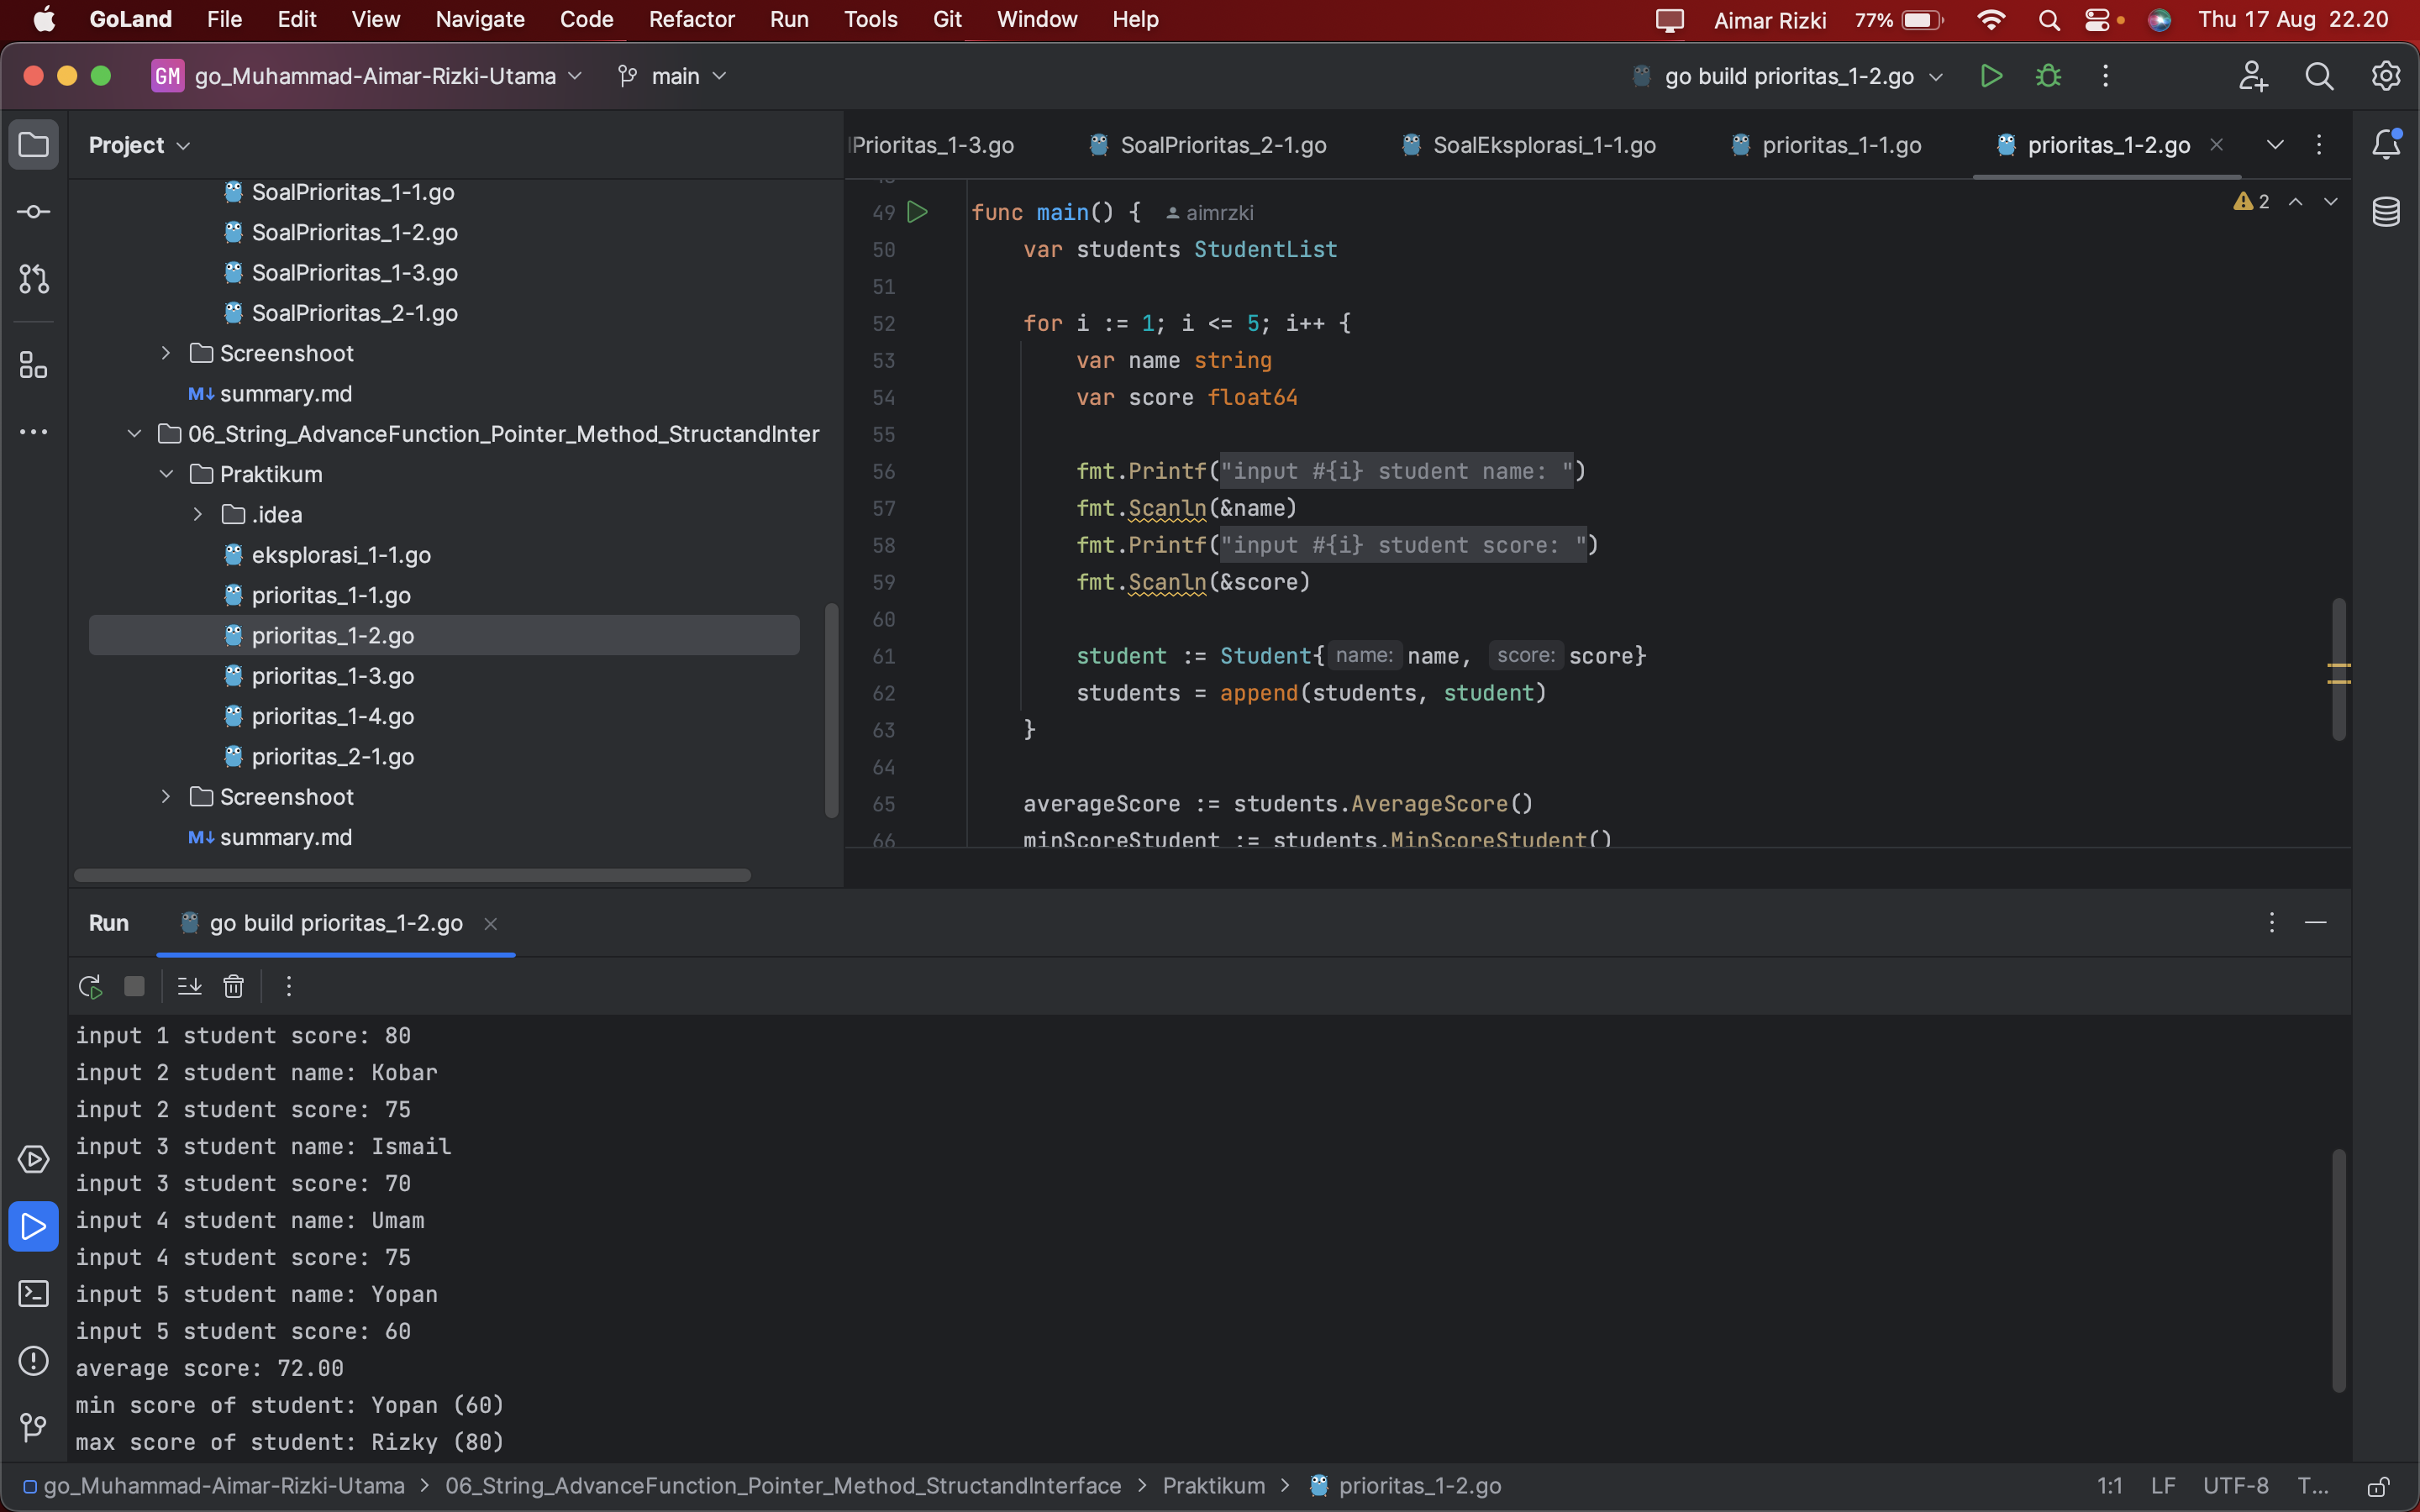 GoLand File Edit View Navigate Code Refactor Run Tools Git Window Help Aimar Rizki 77% Thu 17 Aug 22.20
GM go_Muhammad-Aimar-Rizki-Utama main go build prioritas_1-2.go
Project
SoalPrioritas_1-1.go
SoalPrioritas_1-2.go
SoalPrioritas_1-3.go
SoalPrioritas_2-1.go
Screenshoot
M↓ summary.md
06_String_AdvanceFunction_Pointer_Method_StructandInter
Praktikum
.idea
eksplorasi_1-1.go
prioritas_1-1.go
prioritas_1-2.go
prioritas_1-3.go
prioritas_1-4.go
prioritas_2-1.go
Screenshoot
M↓ summary.md
Prioritas_1-3.go SoalPrioritas_2-1.go SoalEksplorasi_1-1.go prioritas_1-1.go prioritas_1-2.go
2
49 func main() { aimrzki
50 var students StudentList
51
52 for i := 1; i <= 5; i++ {
53 var name string
54 var score float64
55
56 fmt.Printf("input #{i} student name: ")
57 fmt.Scanln(&name)
58 fmt.Printf("input #{i} student score: ")
59 fmt.Scanln(&score)
60
61 student := Student{ name: name, score: score}
62 students = append(students, student)
63 }
64
65 averageScore := students.AverageScore()
66 minScoreStudent := students.MinScoreStudent()
Run go build prioritas_1-2.go
input 1 student score: 80
input 2 student name: Kobar
input 2 student score: 75
input 3 student name: Ismail
input 3 student score: 70
input 4 student name: Umam
input 4 student score: 75
input 5 student name: Yopan
input 5 student score: 60
average score: 72.00
min score of student: Yopan (60)
max score of student: Rizky (80)
go_Muhammad-Aimar-Rizki-Utama > 06_String_AdvanceFunction_Pointer_Method_StructandInterface > Praktikum > prioritas_1-2.go 1:1 LF UTF-8 T...